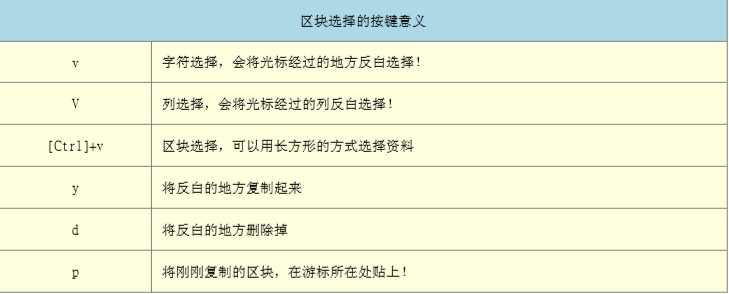 区块选择的按键意义
v 字符选择，会将光标经过的地方反白选择！
V 列选择，会将光标经过的列反白选择！
[Ctrl]+v 区块选择，可以用长方形的方式选择资料
y 将反白的地方复制起来
d 将反白的地方删除掉
p 将刚刚复制的区块，在游标所在处贴上！